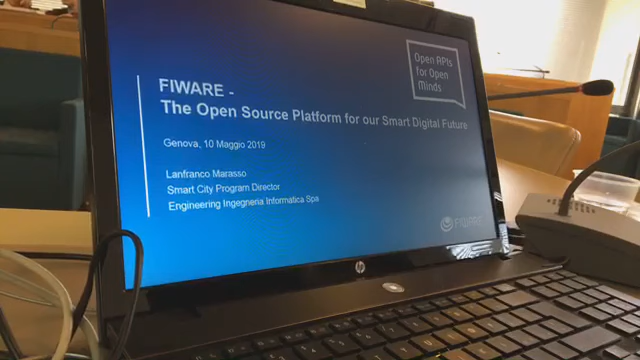 Open APIs
for Open
Minds
FIWARE -
The Open Source Platform for our Smart Digital Future
Genova, 10 Maggio 2019
Lanfranco Marasso
Smart City Program Director
Engineering Ingegneria Informatica Spa
FIWARE
hp